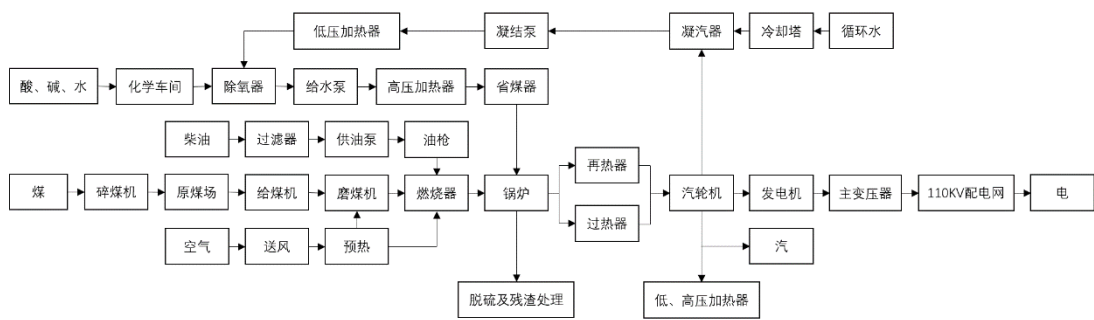 低压加热器
凝结泵
凝汽器
冷却塔
循环水
酸、碱、水
化学车间
除氧器
给水泵
高压加热器
省煤器
柴油
过滤器
供油泵
油枪
再热器
煤
碎煤机
原煤场
给煤机
磨煤机
燃烧器
锅炉
汽轮机
发电机
主变压器
110KV配电网
电
过热器
空气
送风
预热
汽
脱硫及残渣处理
低、高压加热器